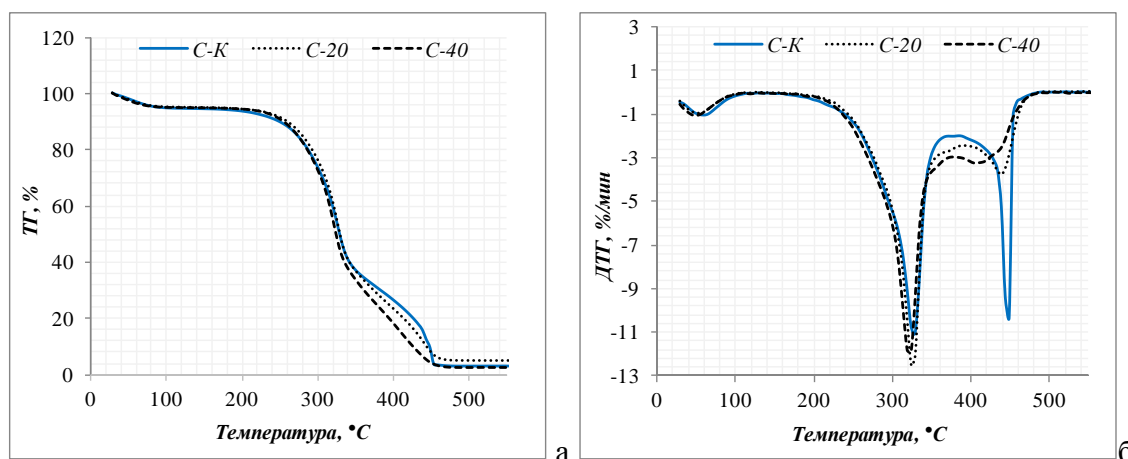 С-К С-20 С-40
120
100
80
60
40
20
0
0 100 200 300 400 500
ТГ, %
Температура, °С
а
С-К С-20 С-40
3
1
-1
-3
-5
-7
-9
-11
-13
0 100 200 300 400 500
ДТГ, %/мин
Температура, °С
б